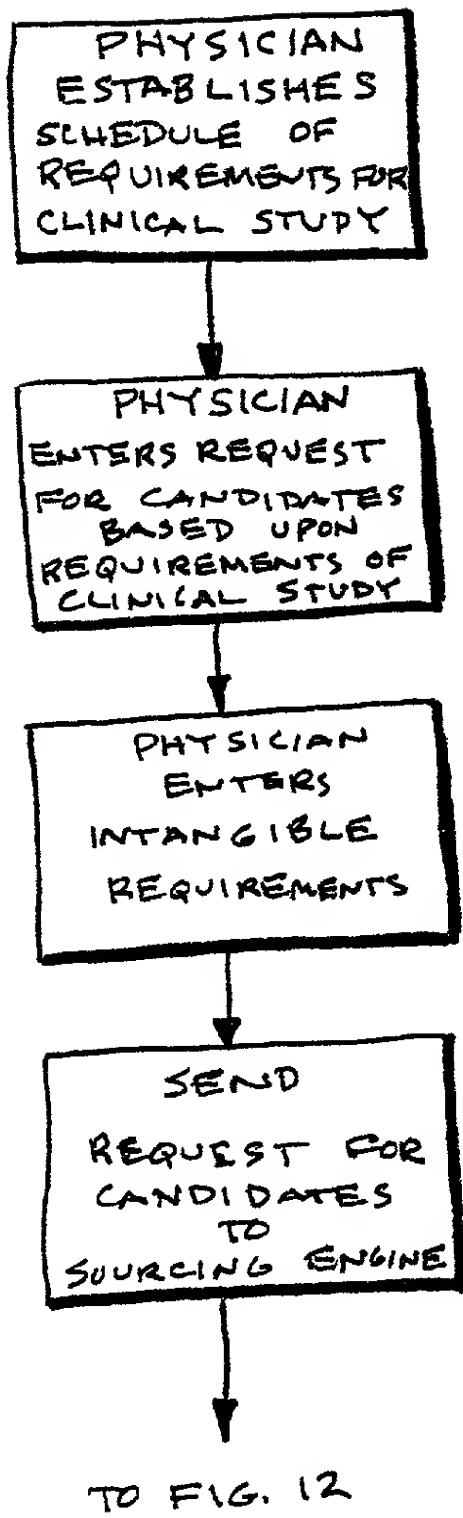 PHYSICIAN
ESTABLISHES
SCHEDULE OF
REQUIREMENTS FOR
CLINICAL STUDY
PHYSICIAN
ENTERS REQUEST
FOR CANDIDATES
BASED UPON
REQUIREMENTS OF
CLINICAL STUDY
PHYSICIAN
ENTERS
INTANGIBLE
REQUIREMENTS
SEND
REQUEST FOR
CANDIDATES
TO
SOURCING ENGINE
TO FIG. 12